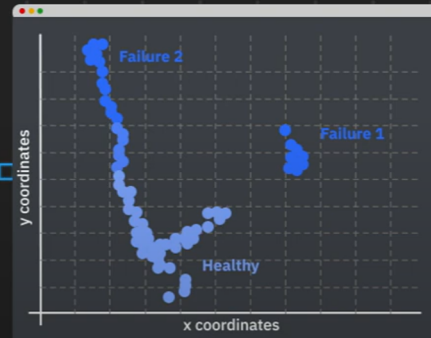 Failure 2
Failure 1
y coordinates
Healthy
x coordinates